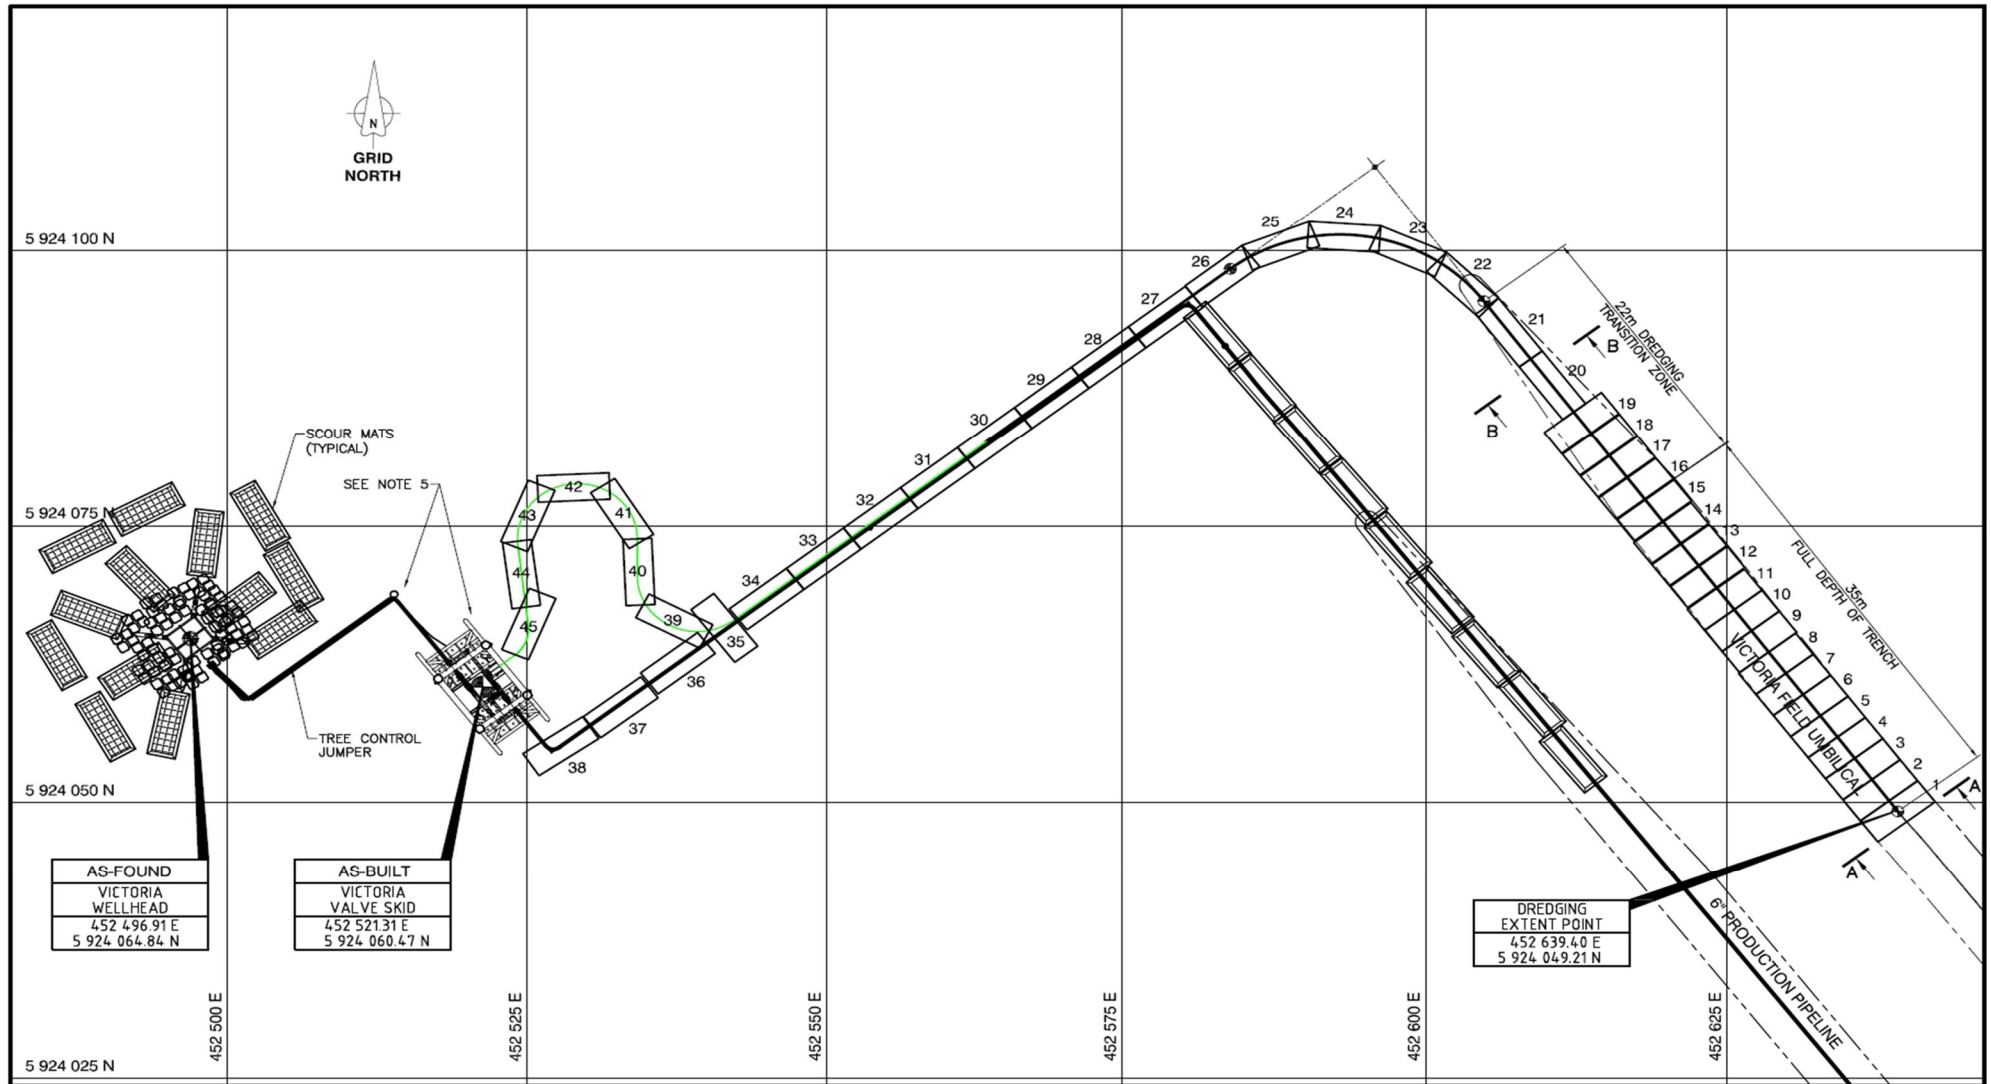 N
GRID
NORTH
5 924 100 N
5 924 075 N
5 924 050 N
5 924 025 N
452 500 E
452 525 E
452 550 E
452 575 E
452 600 E
452 625 E
SCOUR MATS
(TYPICAL)
SEE NOTE 5
TREE CONTROL
JUMPER
AS-FOUND
VICTORIA
WELLHEAD
452 496.91 E
5 924 064.84 N
AS-BUILT
VICTORIA
VALVE SKID
452 521.31 E
5 924 060.47 N
DREDGING
EXTENT POINT
452 639.40 E
5 924 049.21 N
22m DREDGING
TRANSITION ZONE
35m
FULL DEPTH OF TRENCH
VICTORIA FIELD UMBILICAL
6" PRODUCTION PIPELINE
B
B
A
A
1
2
3
4
5
6
7
8
9
10
11
12
13
14
15
16
17
18
19
20
21
22
23
24
25
26
27
28
29
30
31
32
33
34
35
36
37
38
39
40
41
42
43
44
45